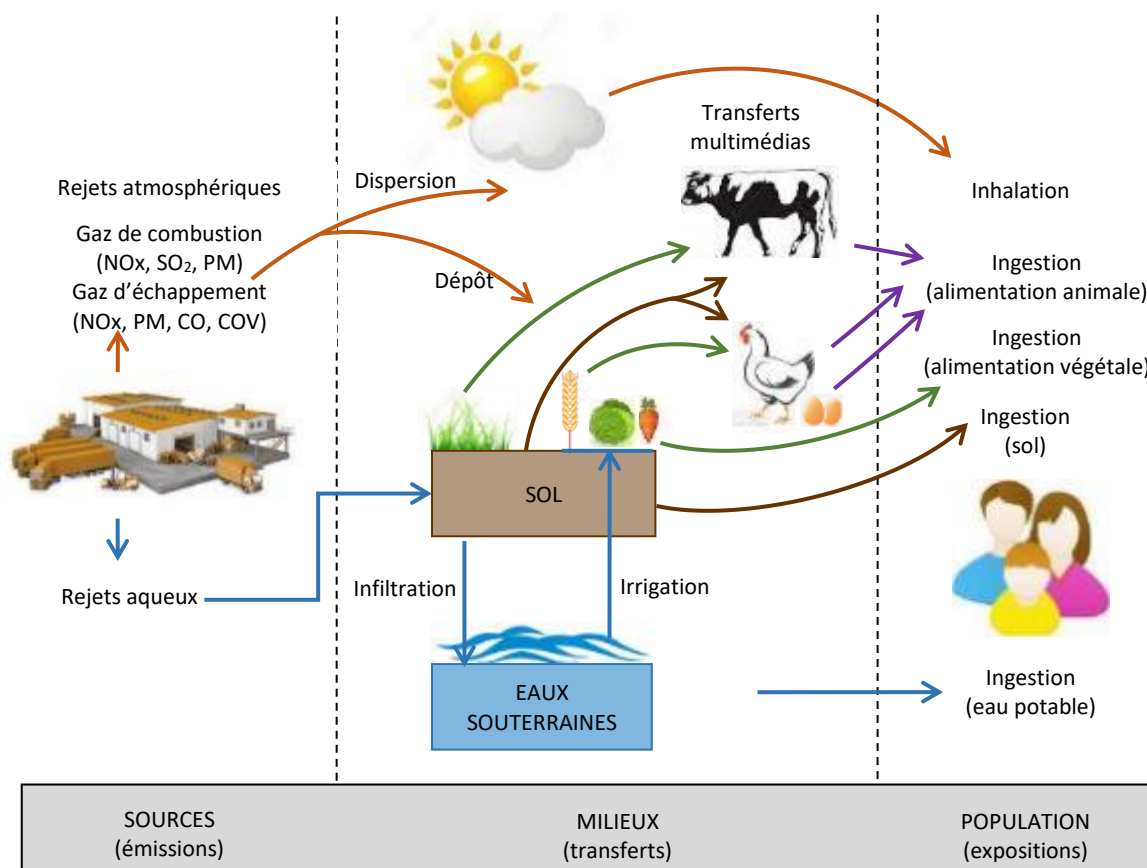 Rejets atmosphériques
Gaz de combustion
(NOx, SO₂, PM)
Gaz d’échappement
(NOx, PM, CO, COV)
Rejets aqueux
Dispersion
Dépôt
Transferts
multimédias
SOL
Infiltration
Irrigation
EAUX
SOUTERRAINES
Inhalation
Ingestion
(alimentation animale)
Ingestion
(alimentation végétale)
Ingestion
(sol)
Ingestion
(eau potable)
SOURCES
(émissions)
MILIEUX
(transferts)
POPULATION
(expositions)